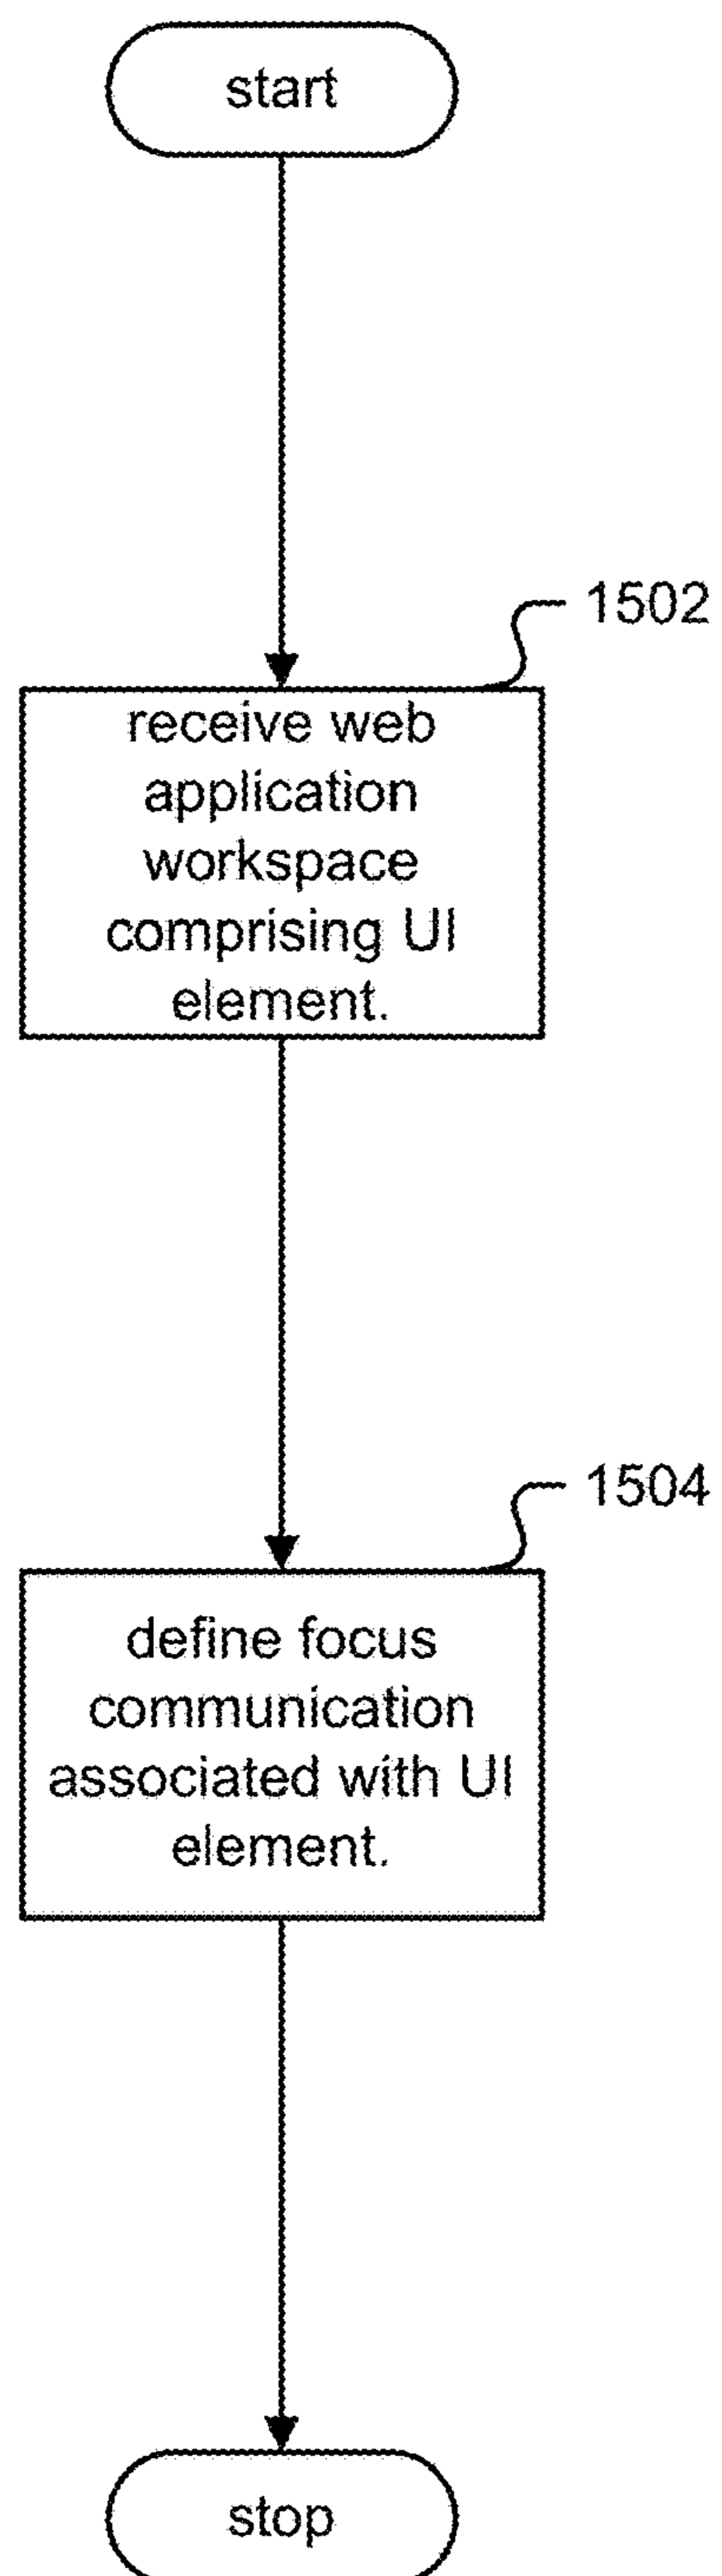 start
1502
receive web
application
workspace
comprising UI
element.
1504
define focus
communication
associated with UI
element.
stop